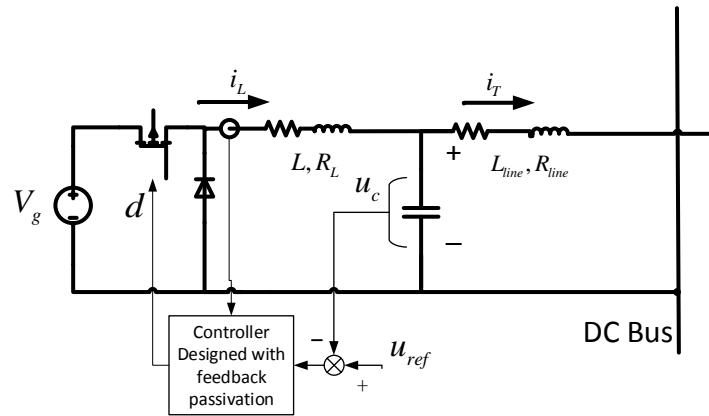 i_L
i_T
L, R_L
+
L_line, R_line
V_g
+
−
d
u_c
−
DC Bus
Controller
Designed with
feedback
passivation
−
u_ref
+